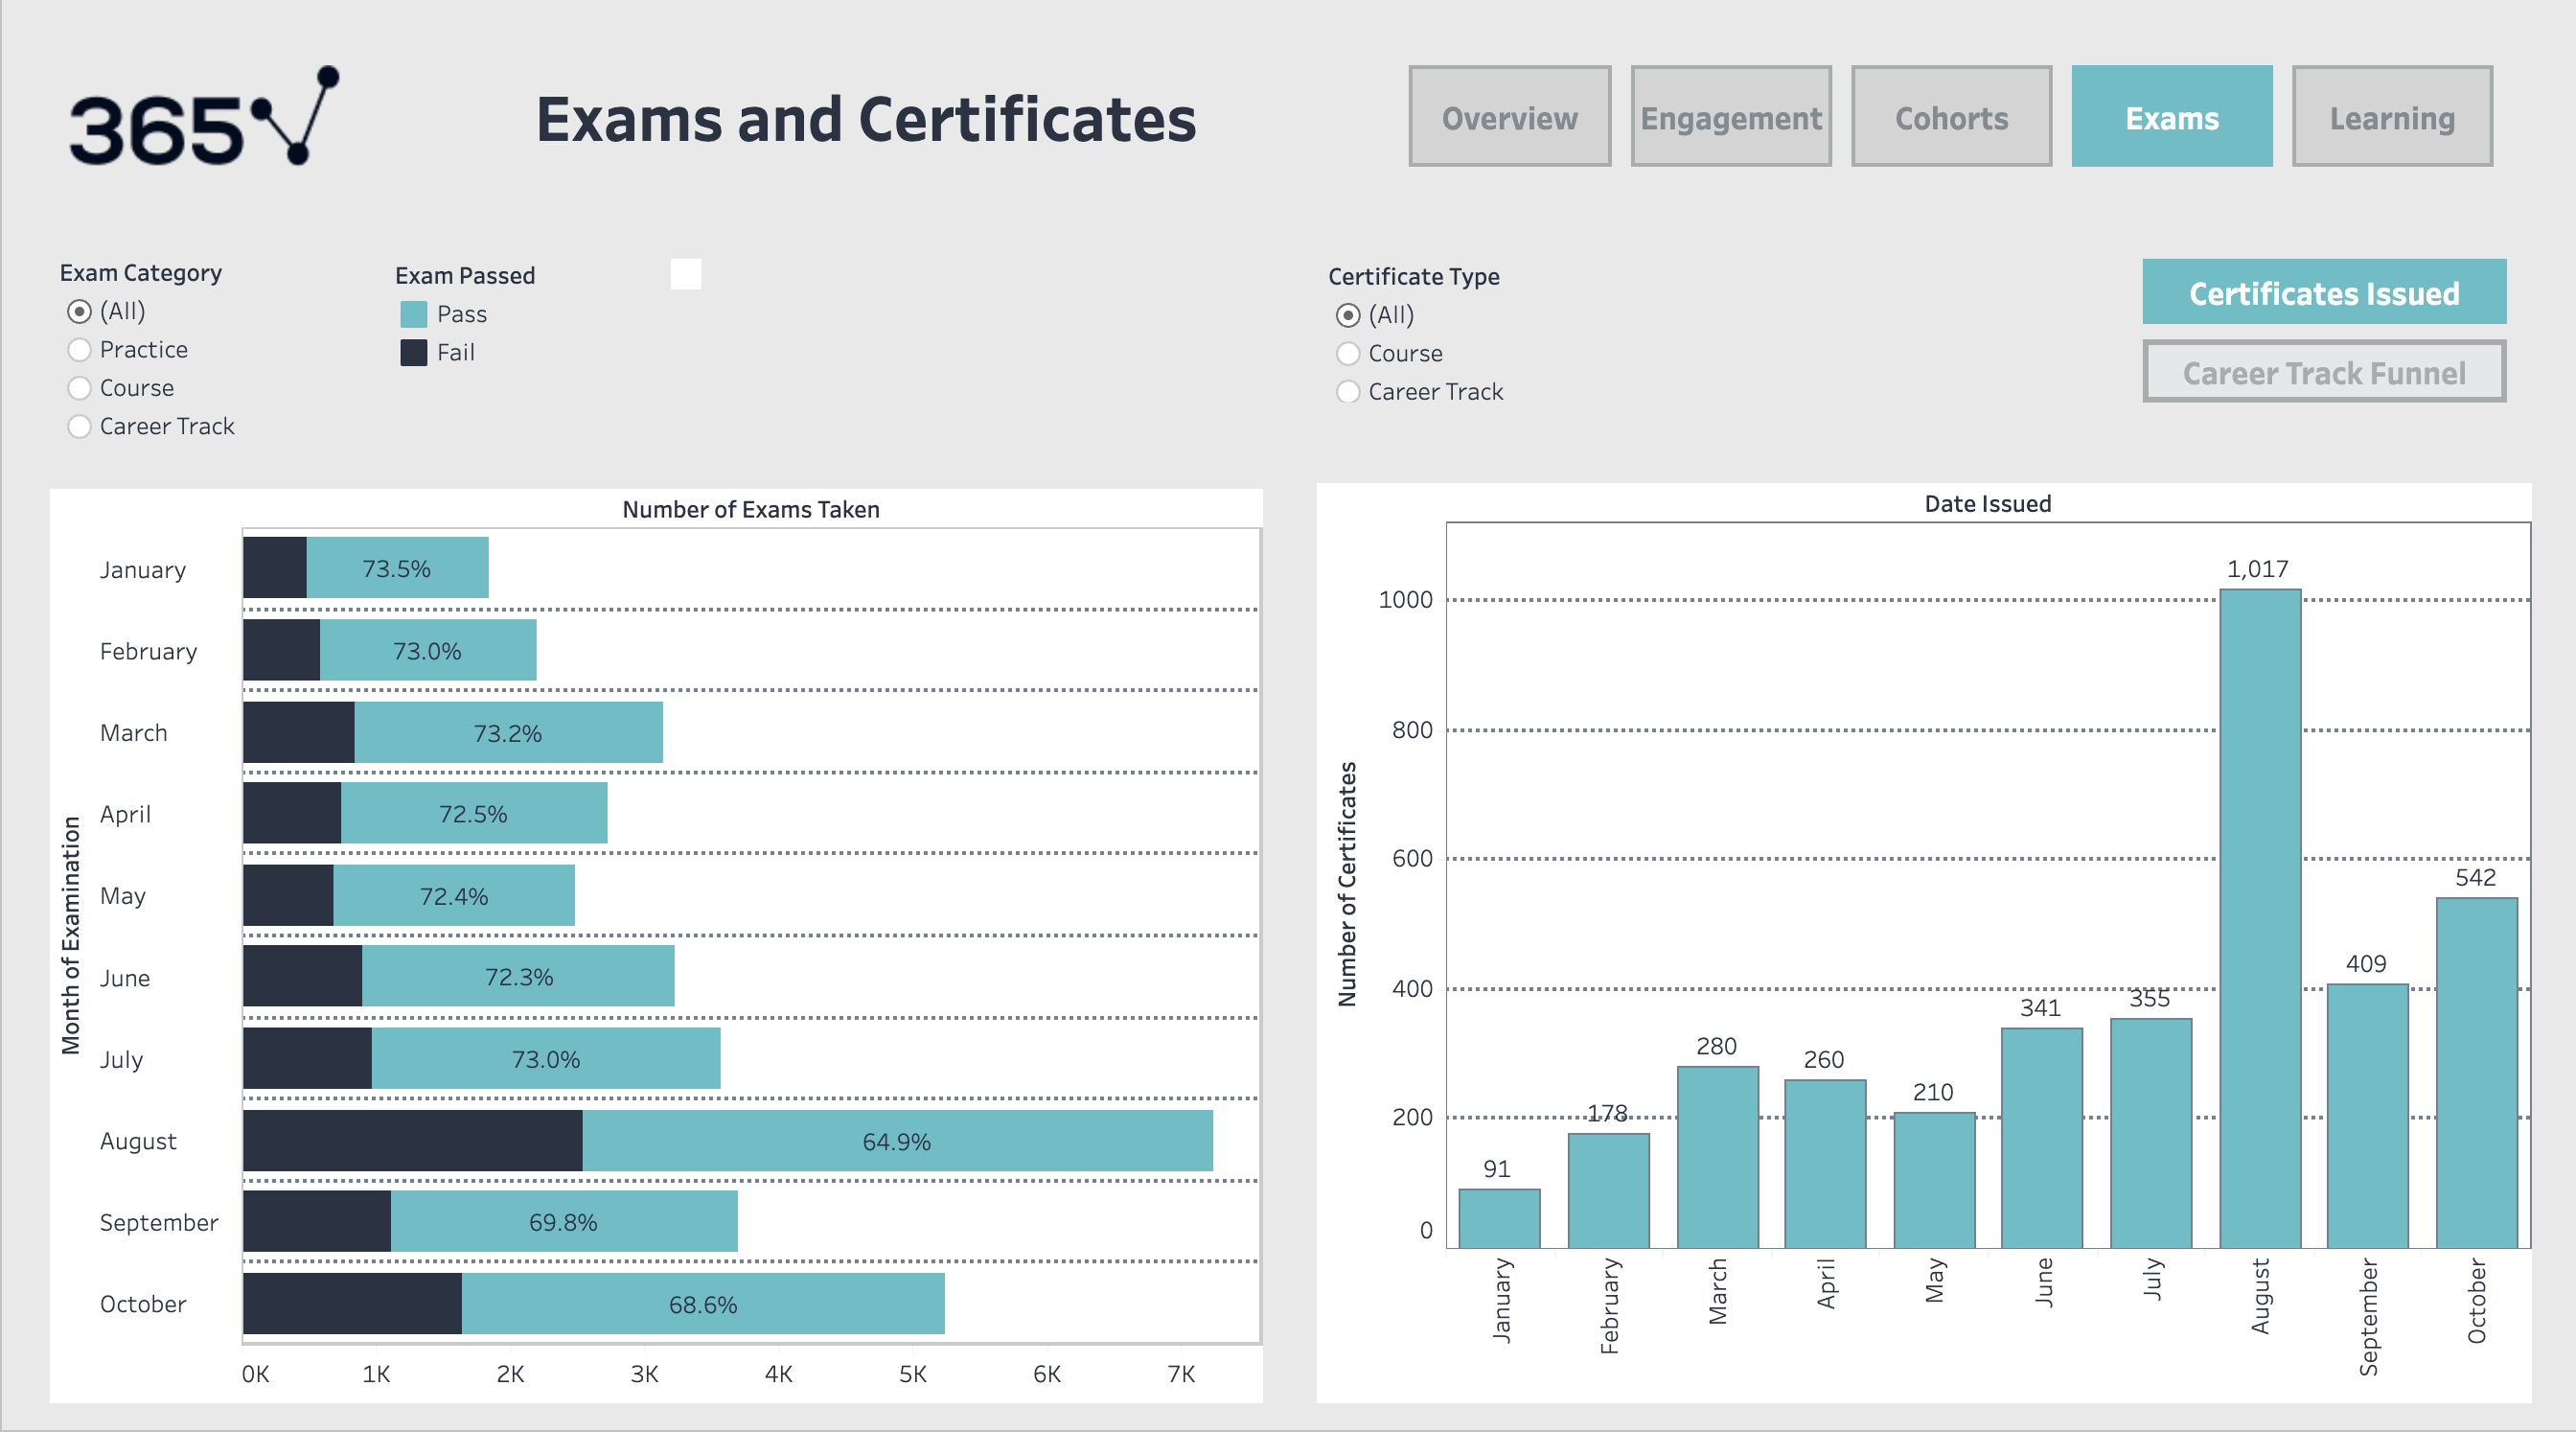 365
Exams and Certificates
Overview
Engagement
Cohorts
Exams
Learning
Exam Category
(All)
Practice
Course
Career Track
Exam Passed
Pass
Fail
Certificate Type
(All)
Course
Career Track
Certificates Issued
Career Track Funnel
Number of Exams Taken
Month of Examination
January
73.5%
February
73.0%
March
73.2%
April
72.5%
May
72.4%
June
72.3%
July
73.0%
August
64.9%
September
69.8%
October
68.6%
0K
1K
2K
3K
4K
5K
6K
7K
Date Issued
Number of Certificates
1000
800
600
400
200
0
91
178
280
260
210
341
355
1,017
409
542
January
February
March
April
May
June
July
August
September
October